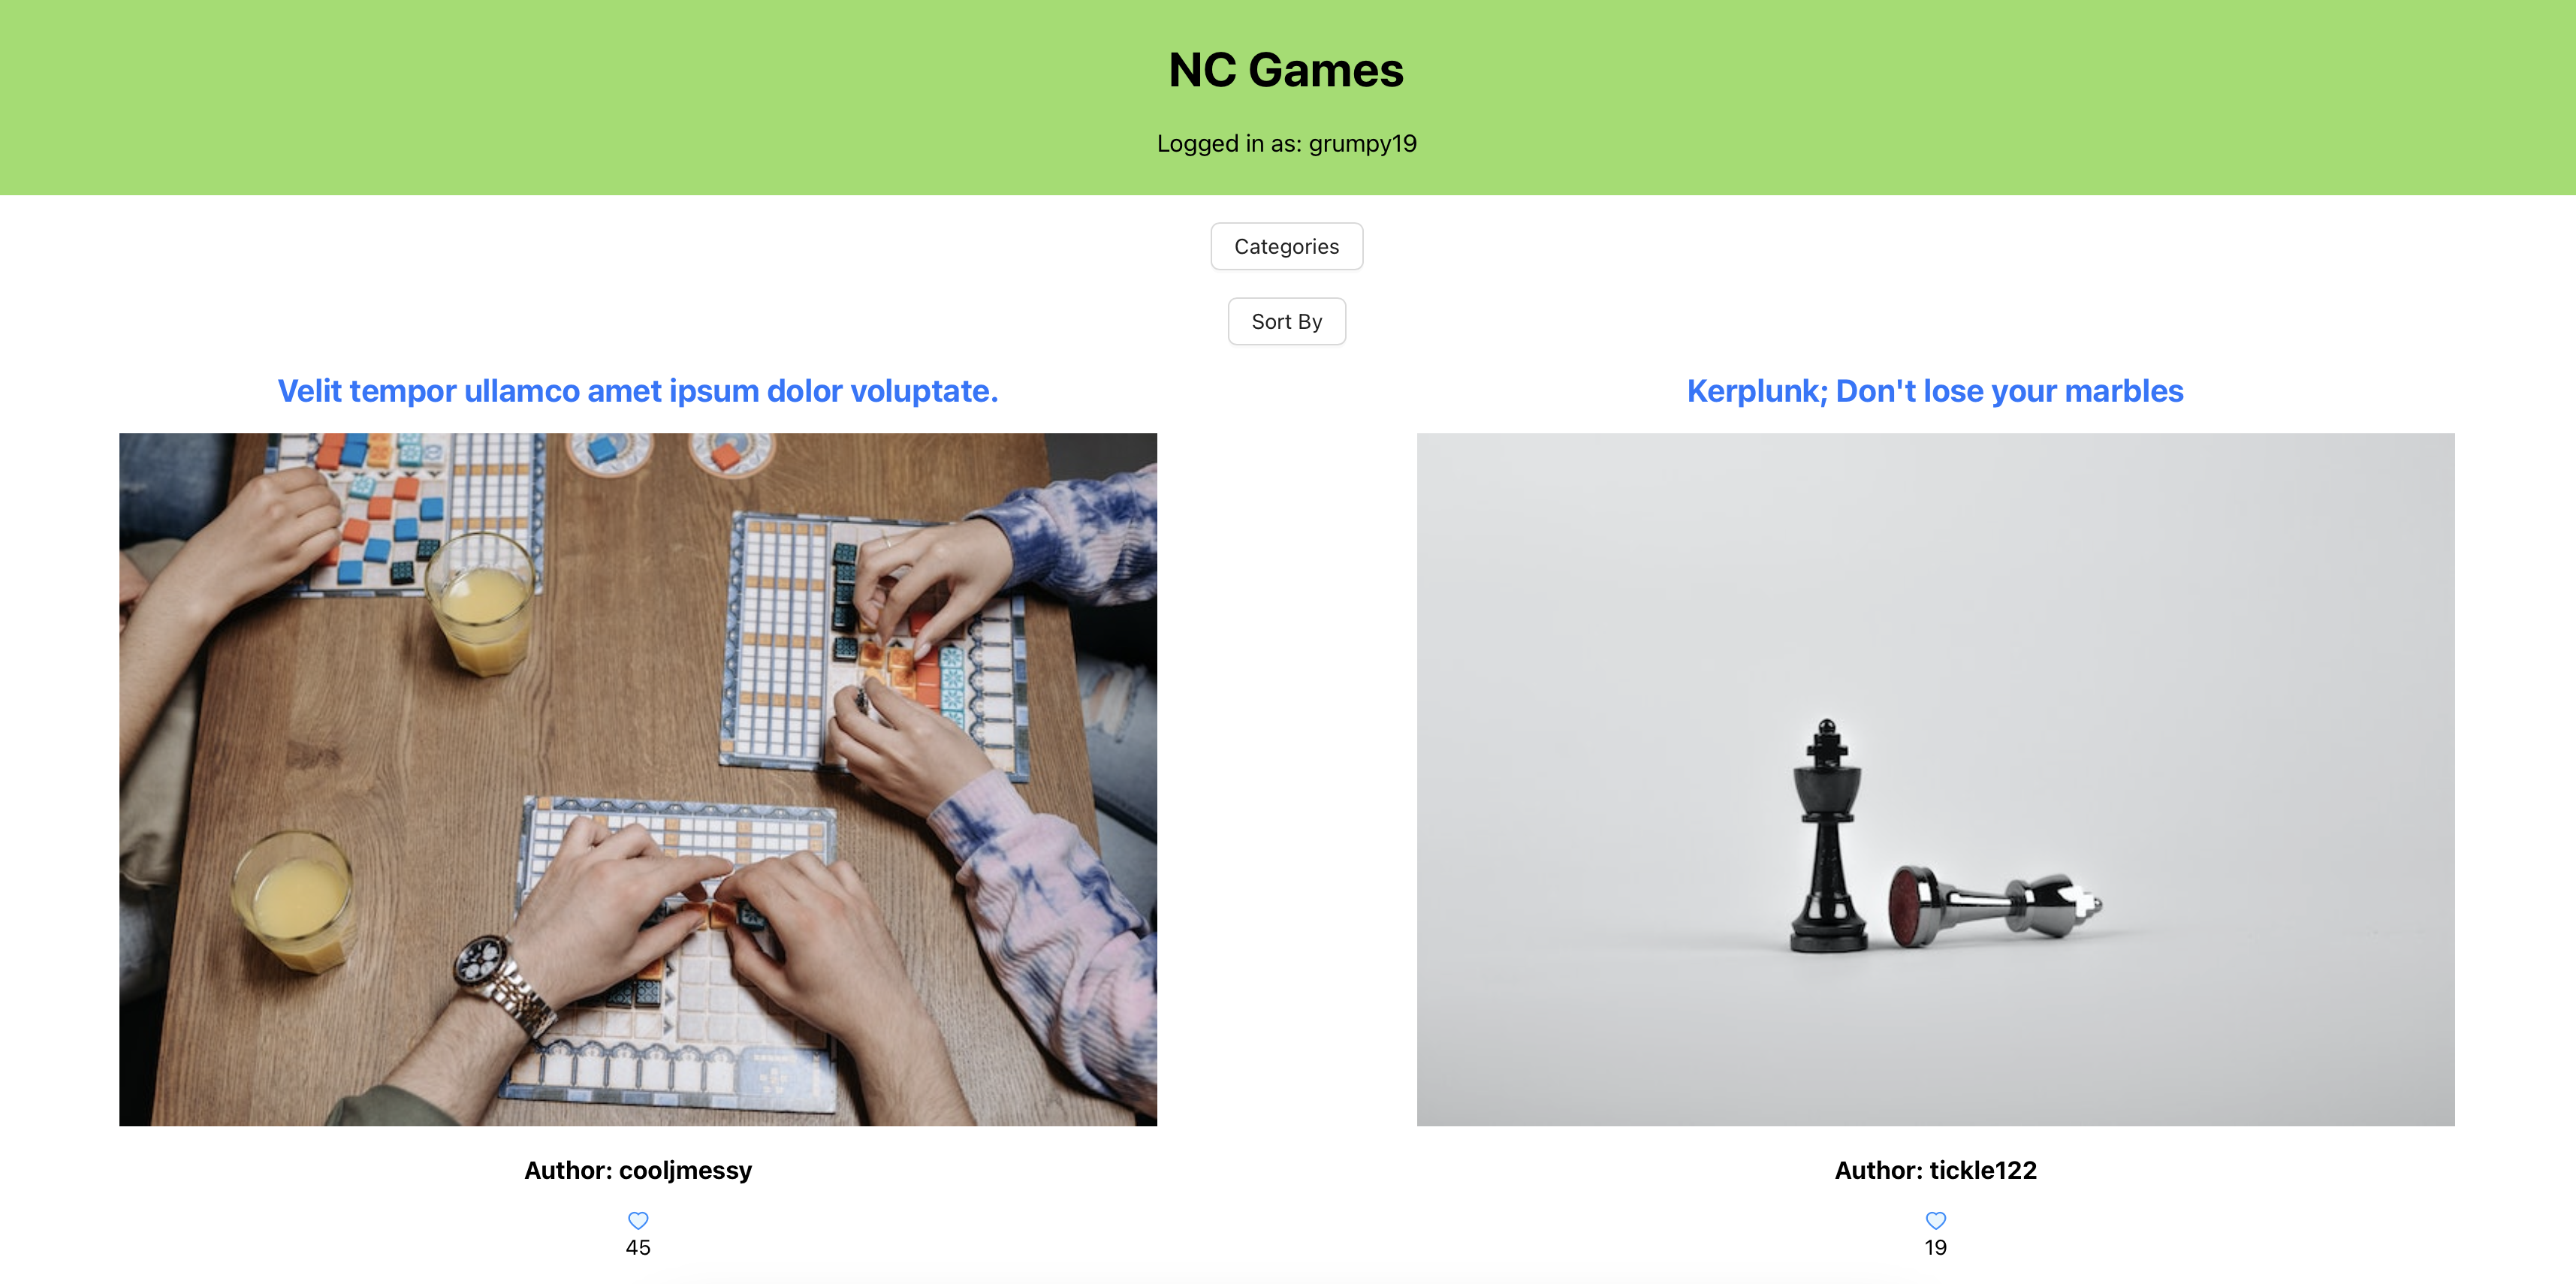 NC Games
Logged in as: grumpy19
Categories
Sort By
Velit tempor ullamco amet ipsum dolor voluptate.
Kerplunk; Don't lose your marbles
Author: cooljmessy
Author: tickle122
45
19